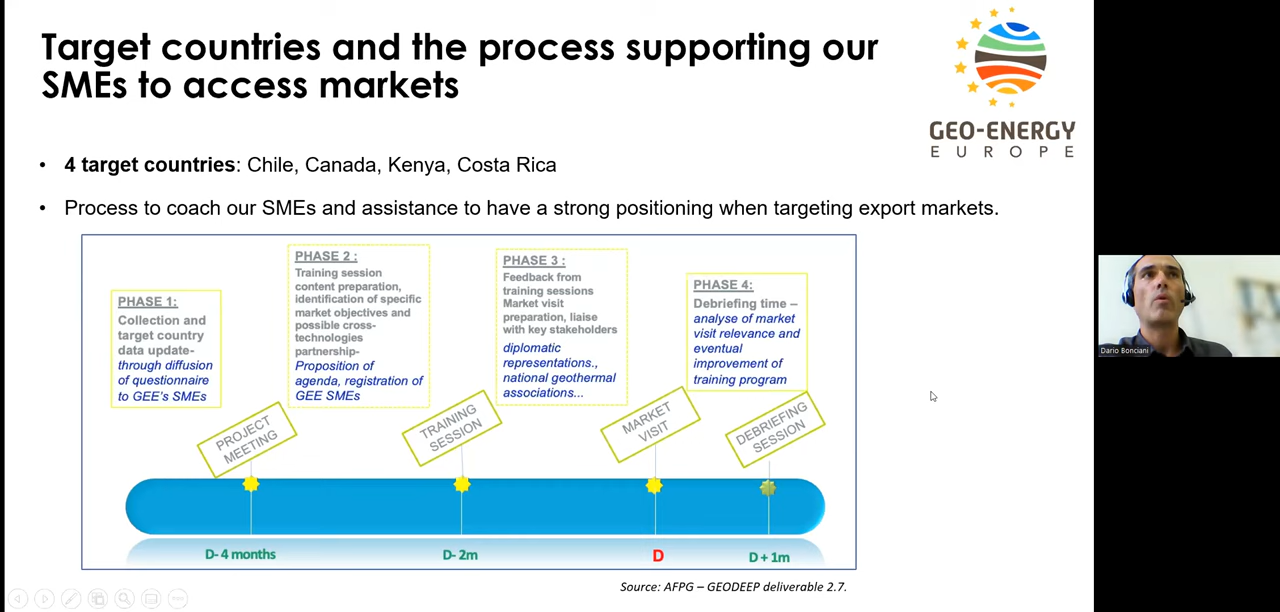 Target countries and the process supporting our
SMEs to access markets
GEO-ENERGY
EUROPE
• 4 target countries: Chile, Canada, Kenya, Costa Rica
• Process to coach our SMEs and assistance to have a strong positioning when targeting export markets.
PHASE 1:
Collection and
target country
data update-
through diffusion
of questionnaire
to GEE's SMEs
PHASE 2 :
Training session
content preparation,
identification of specific
market objectives and
possible cross-
technologies
partnership-
Proposition of
agenda, registration of
GEE SMEs
PHASE 3 :
Feedback from
training sessions
Market visit
preparation, liaise
with key stakeholders
diplomatic
representations.,
national geothermal
associations...
PHASE 4:
Debriefing time –
analyse of market
visit relevance and
eventual
improvement of
training program
PROJECT
MEETING
TRAINING
SESSION
MARKET
VISIT
DEBRIEFING
SESSION
D- 4 months
D- 2m
D
D + 1m
Source: AFPG – GEODEEP deliverable 2.7.
Dario Bonciani